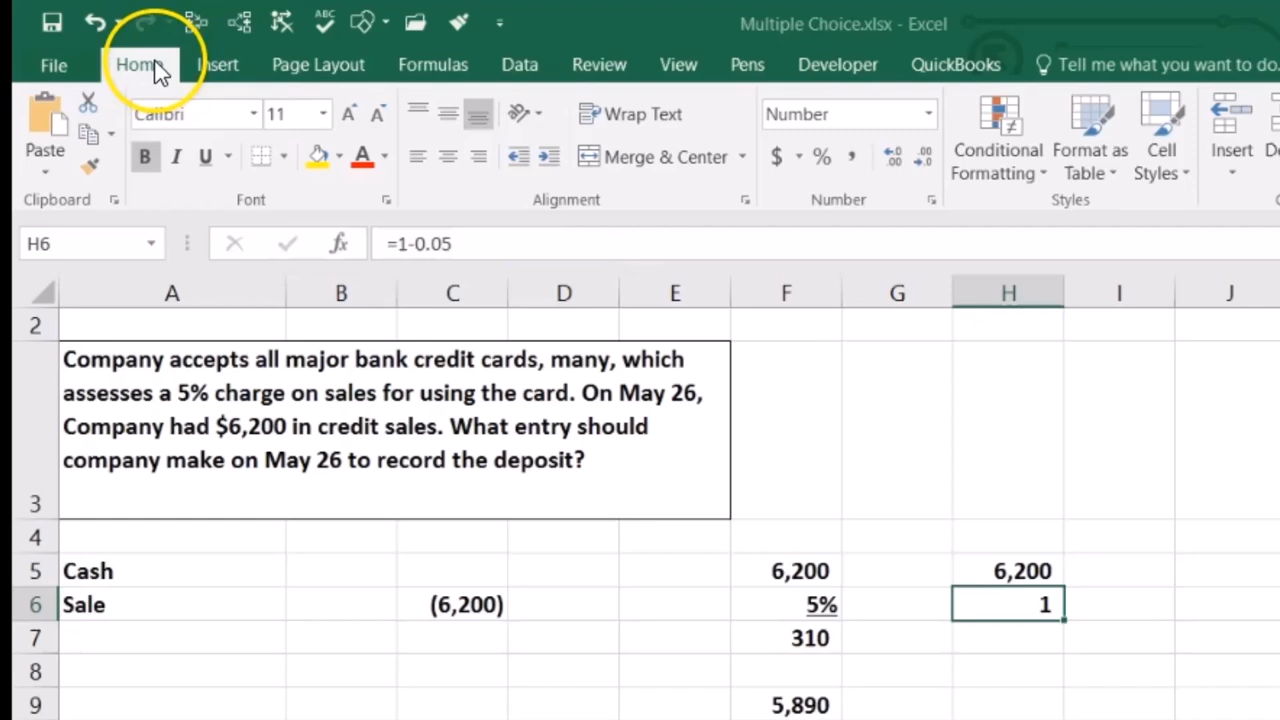 ABC
Multiple Choice.xlsx - Excel
File Home Insert Page Layout Formulas Data Review View Pens Developer QuickBooks Tell me what you want to do.
Calibri 11 Wrap Text Number
Paste B I U A Merge & Center $ % , Conditional Formatting Format as Table Cell Styles Insert
Clipboard Font Alignment Number Styles
H6 fx =1-0.05
A B C D E F G H I J
2
Company accepts all major bank credit cards, many, which
assesses a 5% charge on sales for using the card. On May 26,
Company had $6,200 in credit sales. What entry should
company make on May 26 to record the deposit?
3
4
5 Cash 6,200 6,200
6 Sale (6,200) 5% 1
7 310
8
9 5,890